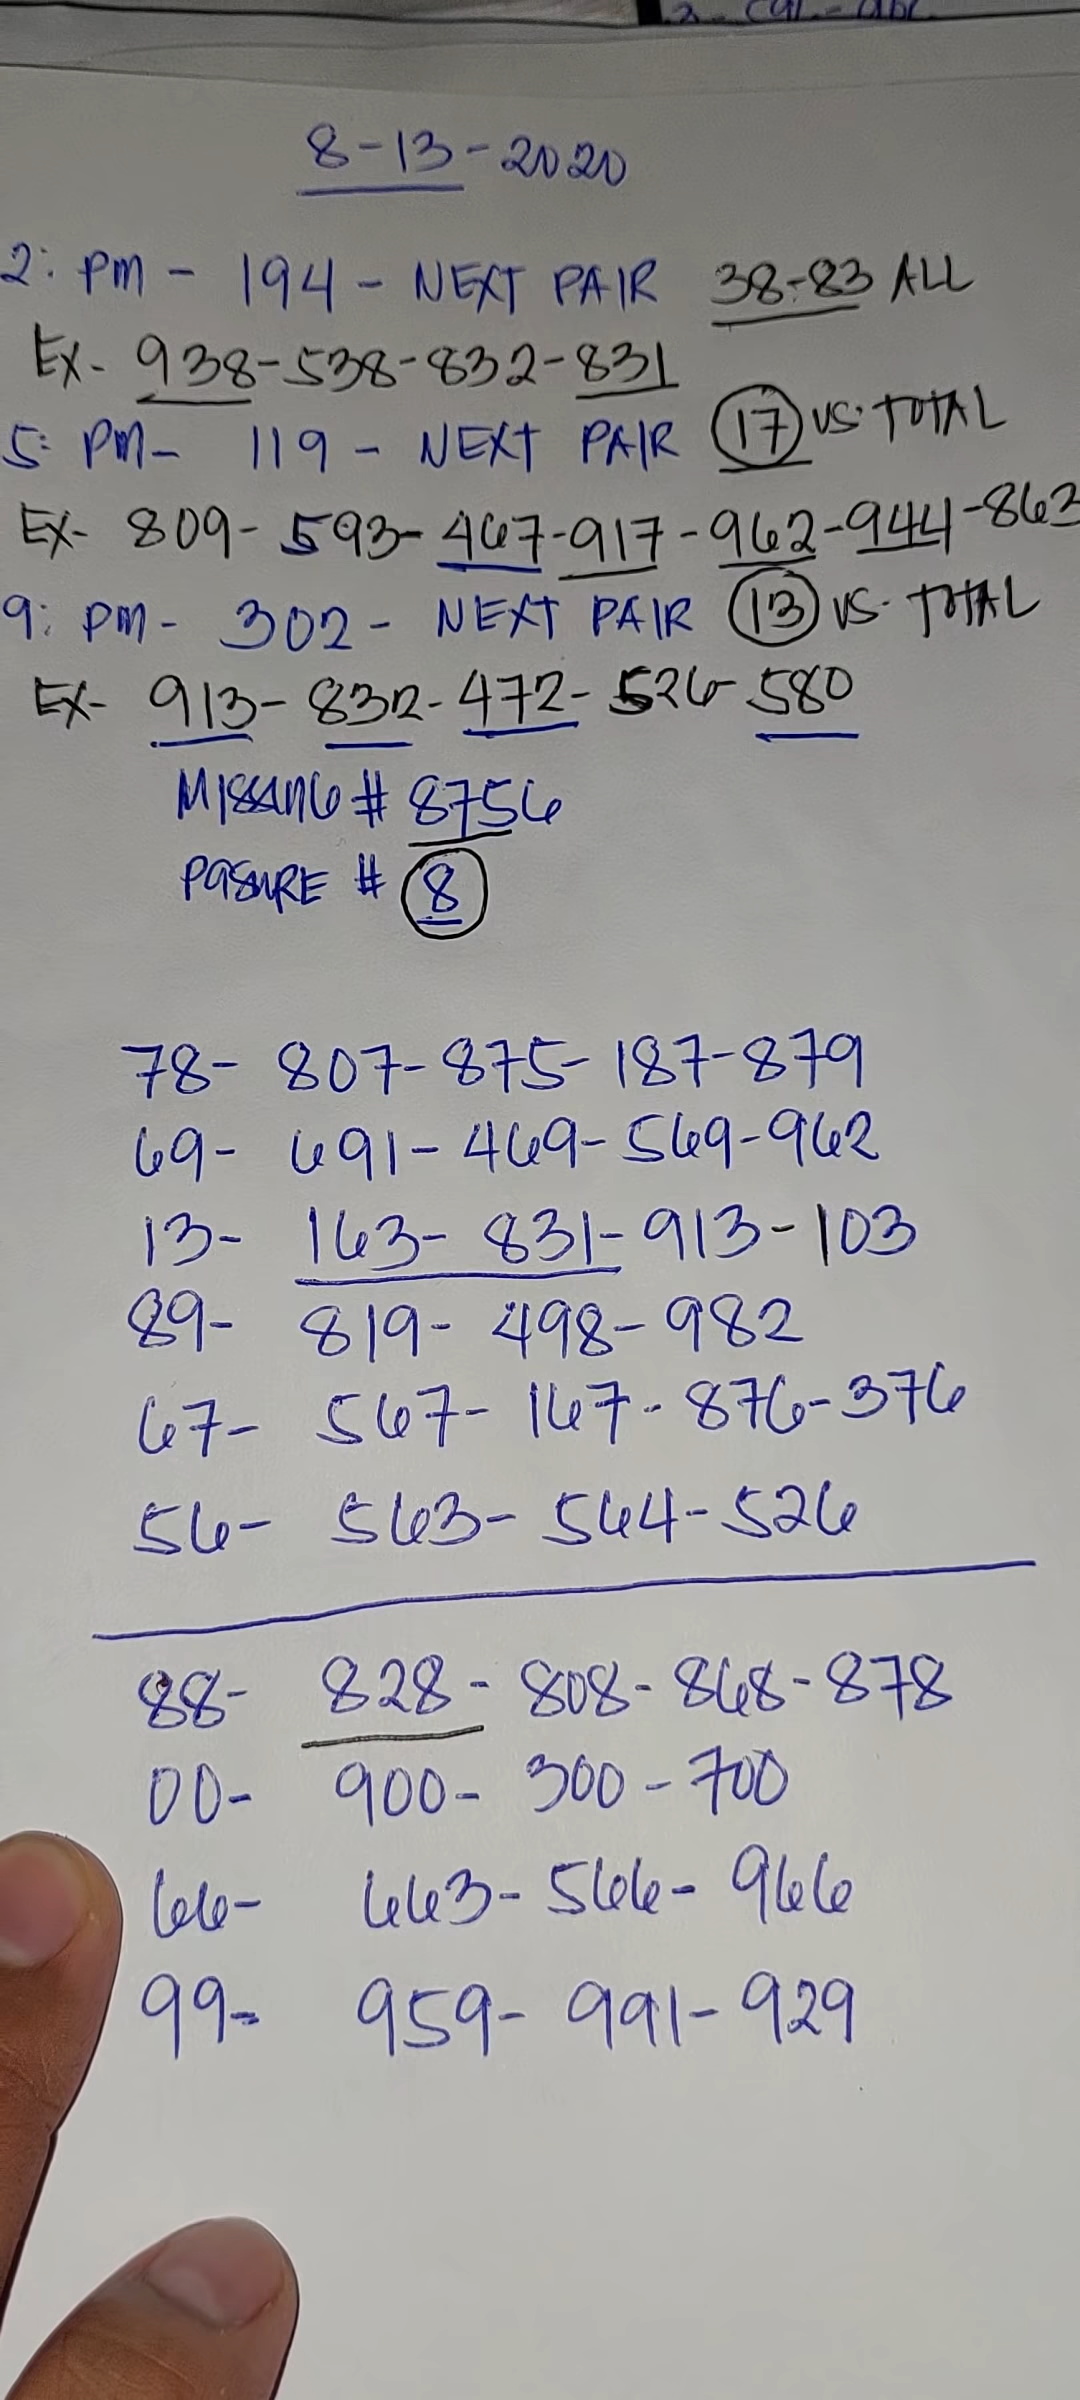 8-13-2020
2: PM - 194 - NEXT PAIR 38-83 ALL
EX- 938-538-832-831
5: PM- 119 - NEXT PAIR 17 VS. TOTAL
EX- 809-593-467-917-962-944-863
9: PM- 302- NEXT PAIR 13 VS- TOTAL
EX- 913-832-472-526-580
MISSING # 8756
PASURE # 8
78- 807-875-187-879
69- 691-469-569-962
13- 163-831-913-103
89- 819-498-982
67- 567-167-876-376
56- 563-564-526
88- 828-808-868-878
00- 900-300-700
66- 663-566-966
99- 959-991-929